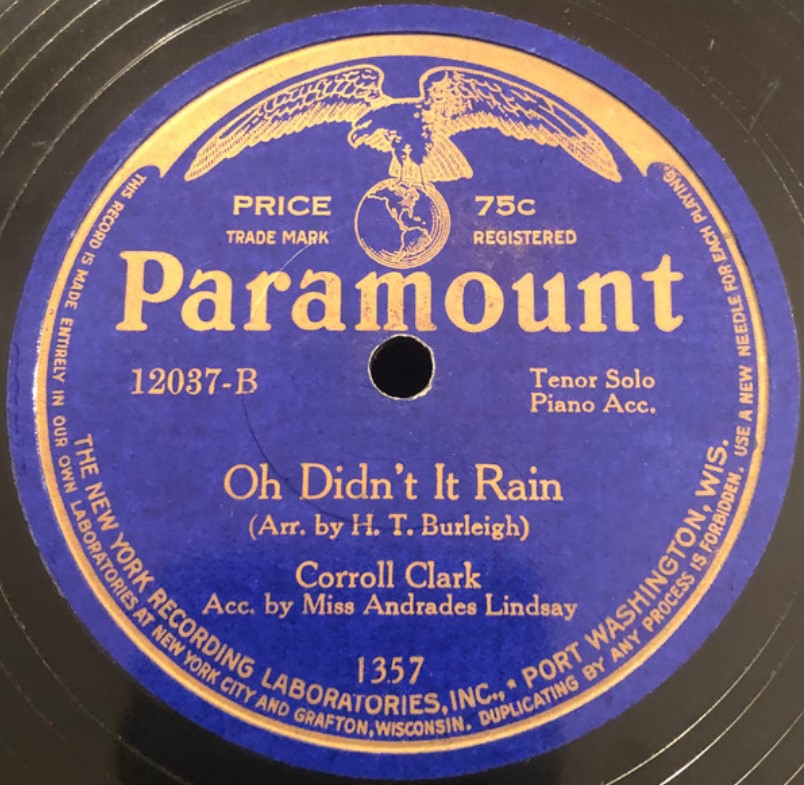 PRICE 75c
TRADE MARK REGISTERED
Paramount
12037-B
Tenor Solo
Piano Acc.
Oh Didn't It Rain
(Arr. by H. T. Burleigh)
Corroll Clark
Acc. by Miss Andrades Lindsay
1357
THE NEW YORK RECORDING LABORATORIES, INC., * PORT WASHINGTON, WIS.
THIS RECORD IS MADE ENTIRELY IN OUR OWN LABORATORIES AT NEW YORK CITY AND GRAFTON, WISCONSIN. DUPLICATING BY ANY PROCESS IS FORBIDDEN. USE A NEW NEEDLE FOR EACH PLAYING.